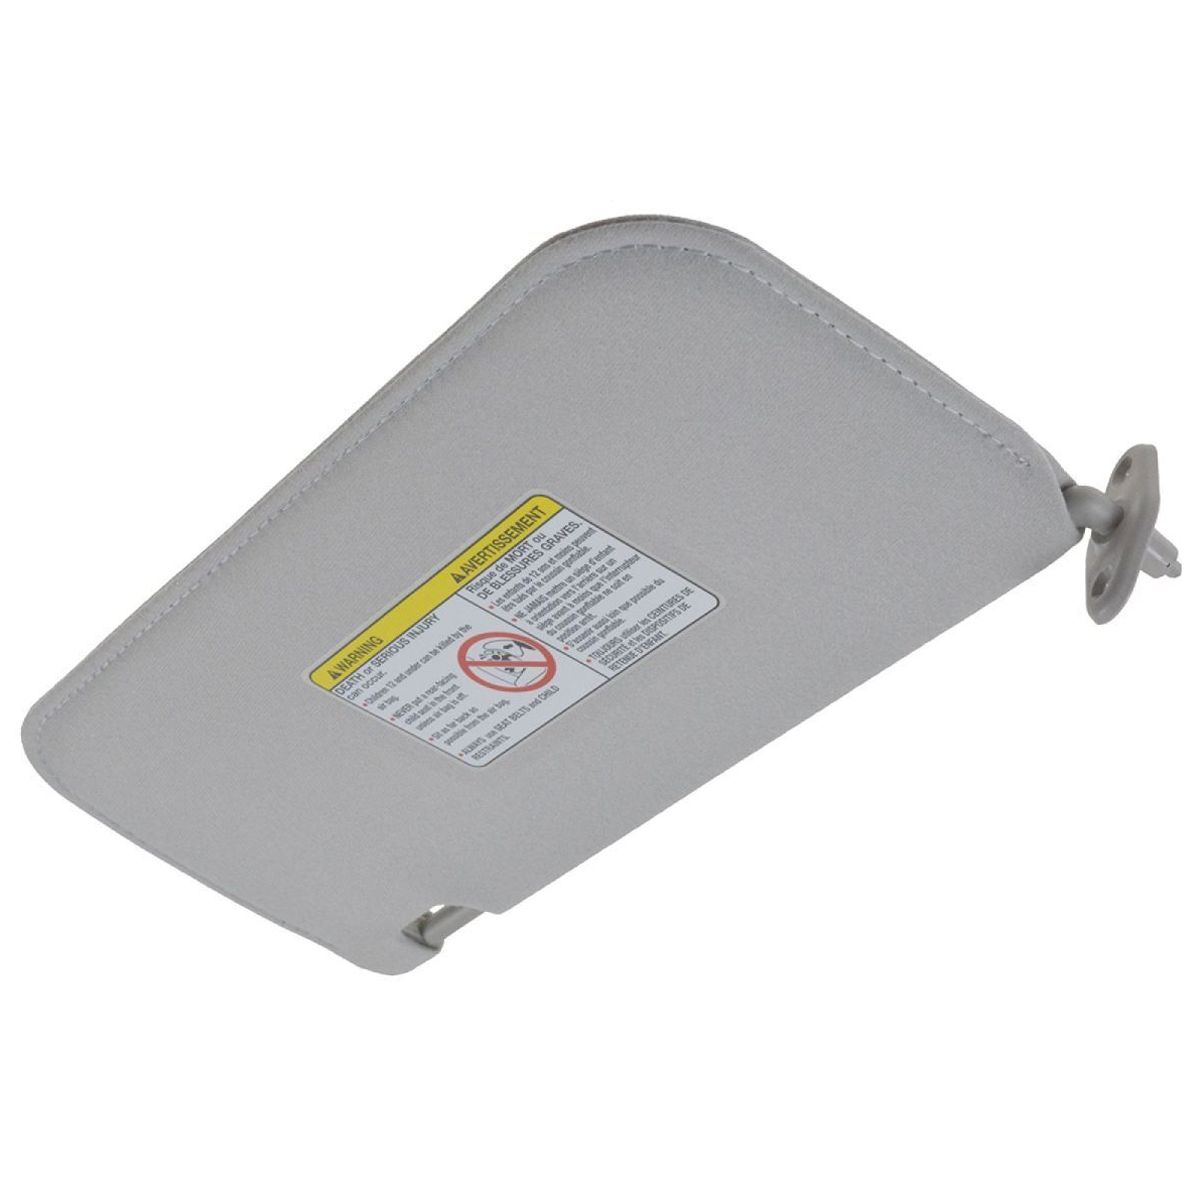 WARNING
DEATH or SERIOUS INJURY
can occur.
• Children 12 and under can be killed by the
air bag.
• NEVER put a rear-facing
child seat in the front
unless air bag is off.
• Sit as far back as
possible from the air bag.
• ALWAYS use SEAT BELTS and CHILD
RESTRAINTS.
AVERTISSEMENT
Risque de MORT ou
DE BLESSURES GRAVES.
• Les enfants de 12 ans et moins peuvent
être tués par le coussin gonflable.
• NE JAMAIS mettre un siège d'enfant
à orientation vers l'arrière sur un
siège avant à moins que l'interrupteur
du coussin gonflable ne soit en
position arrêt.
• S'asseoir aussi loin que possible du
coussin gonflable.
• TOUJOURS utiliser les CEINTURES DE
SÉCURITÉ et les DISPOSITIFS DE
RETENUE D'ENFANT.